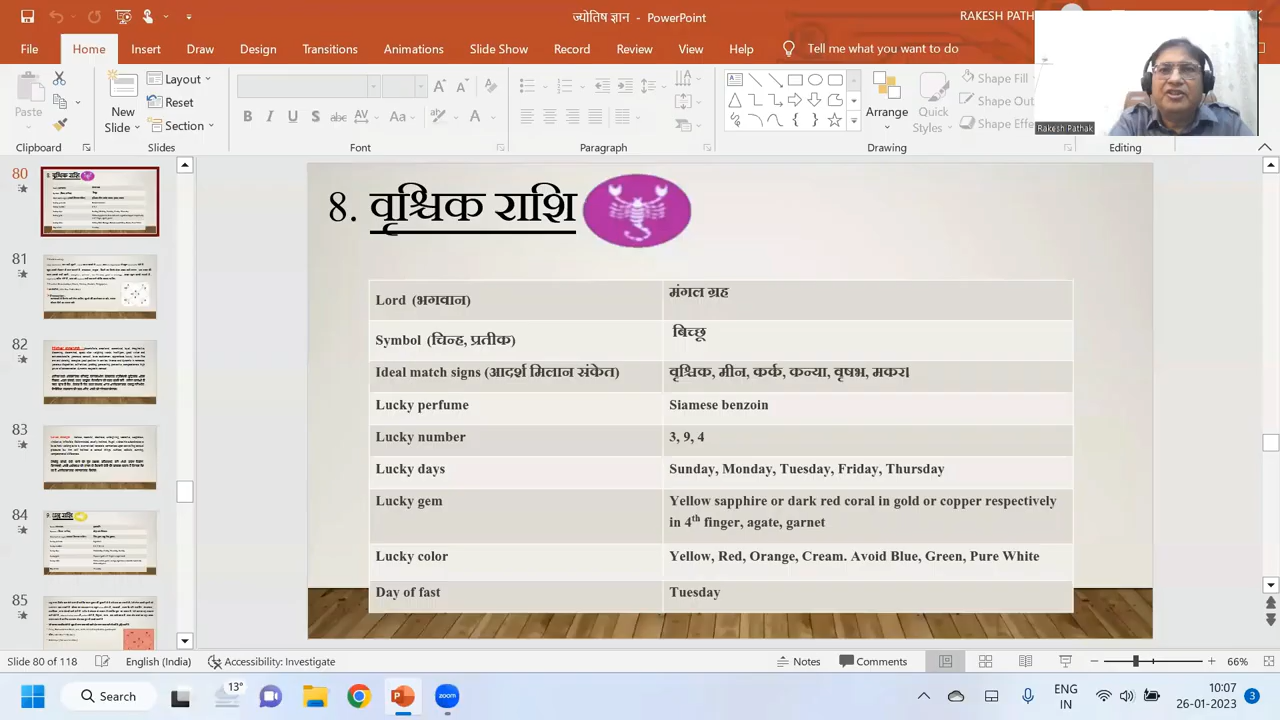 ज्योतिष ज्ञान - PowerPoint
RAKESH PATH
File Home Insert Draw Design Transitions Animations Slide Show Record Review View Help Tell me what you want to do
Paste
New Slide
Layout
Reset
Section
Arrange
Quick Styles
Shape Fill
Shape Out
Shape Effe
Clipboard Slides Font Paragraph Drawing Editing
Rakesh Pathak
80
81
82
83
84
85
8. वृश्चिक राशि
Lord (भगवान) मंगल ग्रह
Symbol (चिन्ह, प्रतीक) बिच्छू
Ideal match signs (आदर्श मिलान संकेत) वृश्चिक, मीन, कर्क, कन्या, वृषभ, मकर।
Lucky perfume Siamese benzoin
Lucky number 3, 9, 4
Lucky days Sunday, Monday, Tuesday, Friday, Thursday
Lucky gem Yellow sapphire or dark red coral in gold or copper respectively
in 4th finger, agate, garnet
Lucky color Yellow, Red, Orange, Cream, Avoid Blue, Green, Pure White
Day of fast Tuesday
Slide 80 of 118 English (India) Accessibility: Investigate Notes Comments 66%
13° Search zoom ENG IN 10:07 26-01-2023 3